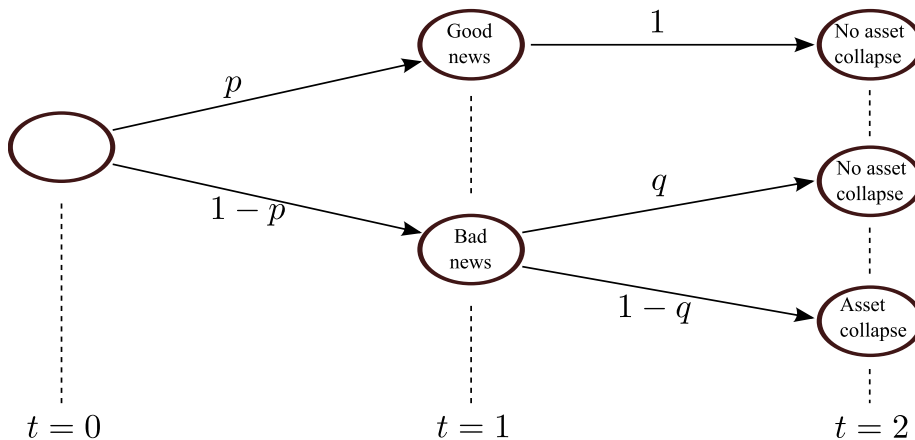 Good
news
1
No asset
collapse
p
1 − p
Bad
news
q
No asset
collapse
1 − q
Asset
collapse
t = 0
t = 1
t = 2